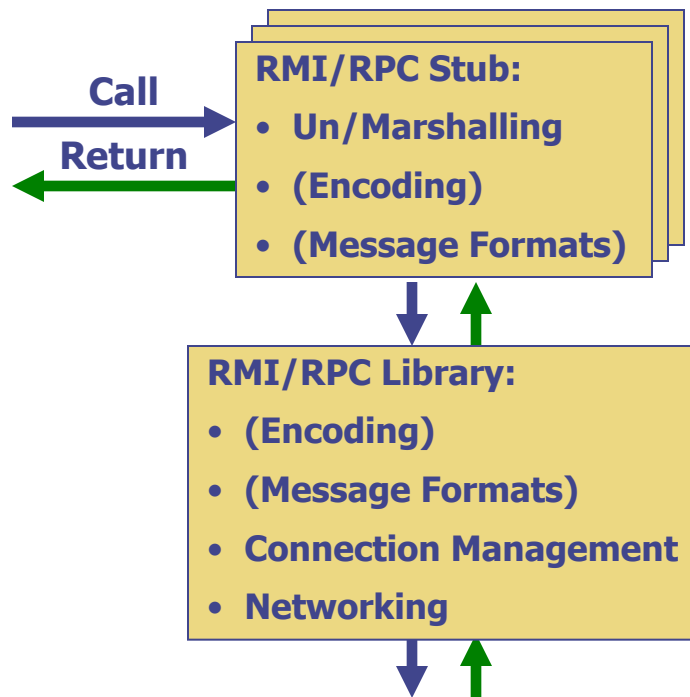 Call
Return
RMI/RPC Stub:
• Un/Marshalling
• (Encoding)
• (Message Formats)
RMI/RPC Library:
• (Encoding)
• (Message Formats)
• Connection Management
• Networking